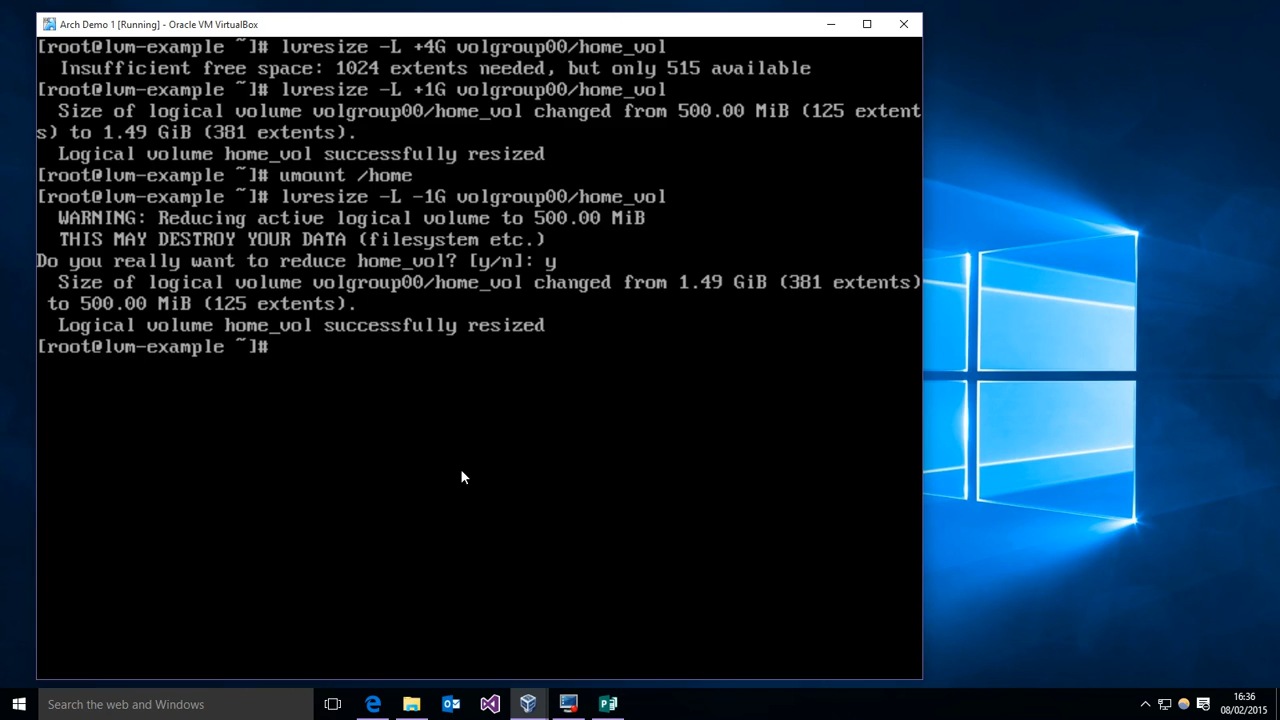 Arch Demo 1 [Running] - Oracle VM VirtualBox
[root@lvm-example ~]# lvresize -L +4G volgroup00/home_vol
Insufficient free space: 1024 extents needed, but only 515 available
[root@lvm-example ~]# lvresize -L +1G volgroup00/home_vol
Size of logical volume volgroup00/home_vol changed from 500.00 MiB (125 extent
s) to 1.49 GiB (381 extents).
Logical volume home_vol successfully resized
[root@lvm-example ~]# umount /home
[root@lvm-example ~]# lvresize -L -1G volgroup00/home_vol
WARNING: Reducing active logical volume to 500.00 MiB
THIS MAY DESTROY YOUR DATA (filesystem etc.)
Do you really want to reduce home_vol? [y/n]: y
Size of logical volume volgroup00/home_vol changed from 1.49 GiB (381 extents)
to 500.00 MiB (125 extents).
Logical volume home_vol successfully resized
[root@lvm-example ~]#
Search the web and Windows
16:36
08/02/2015